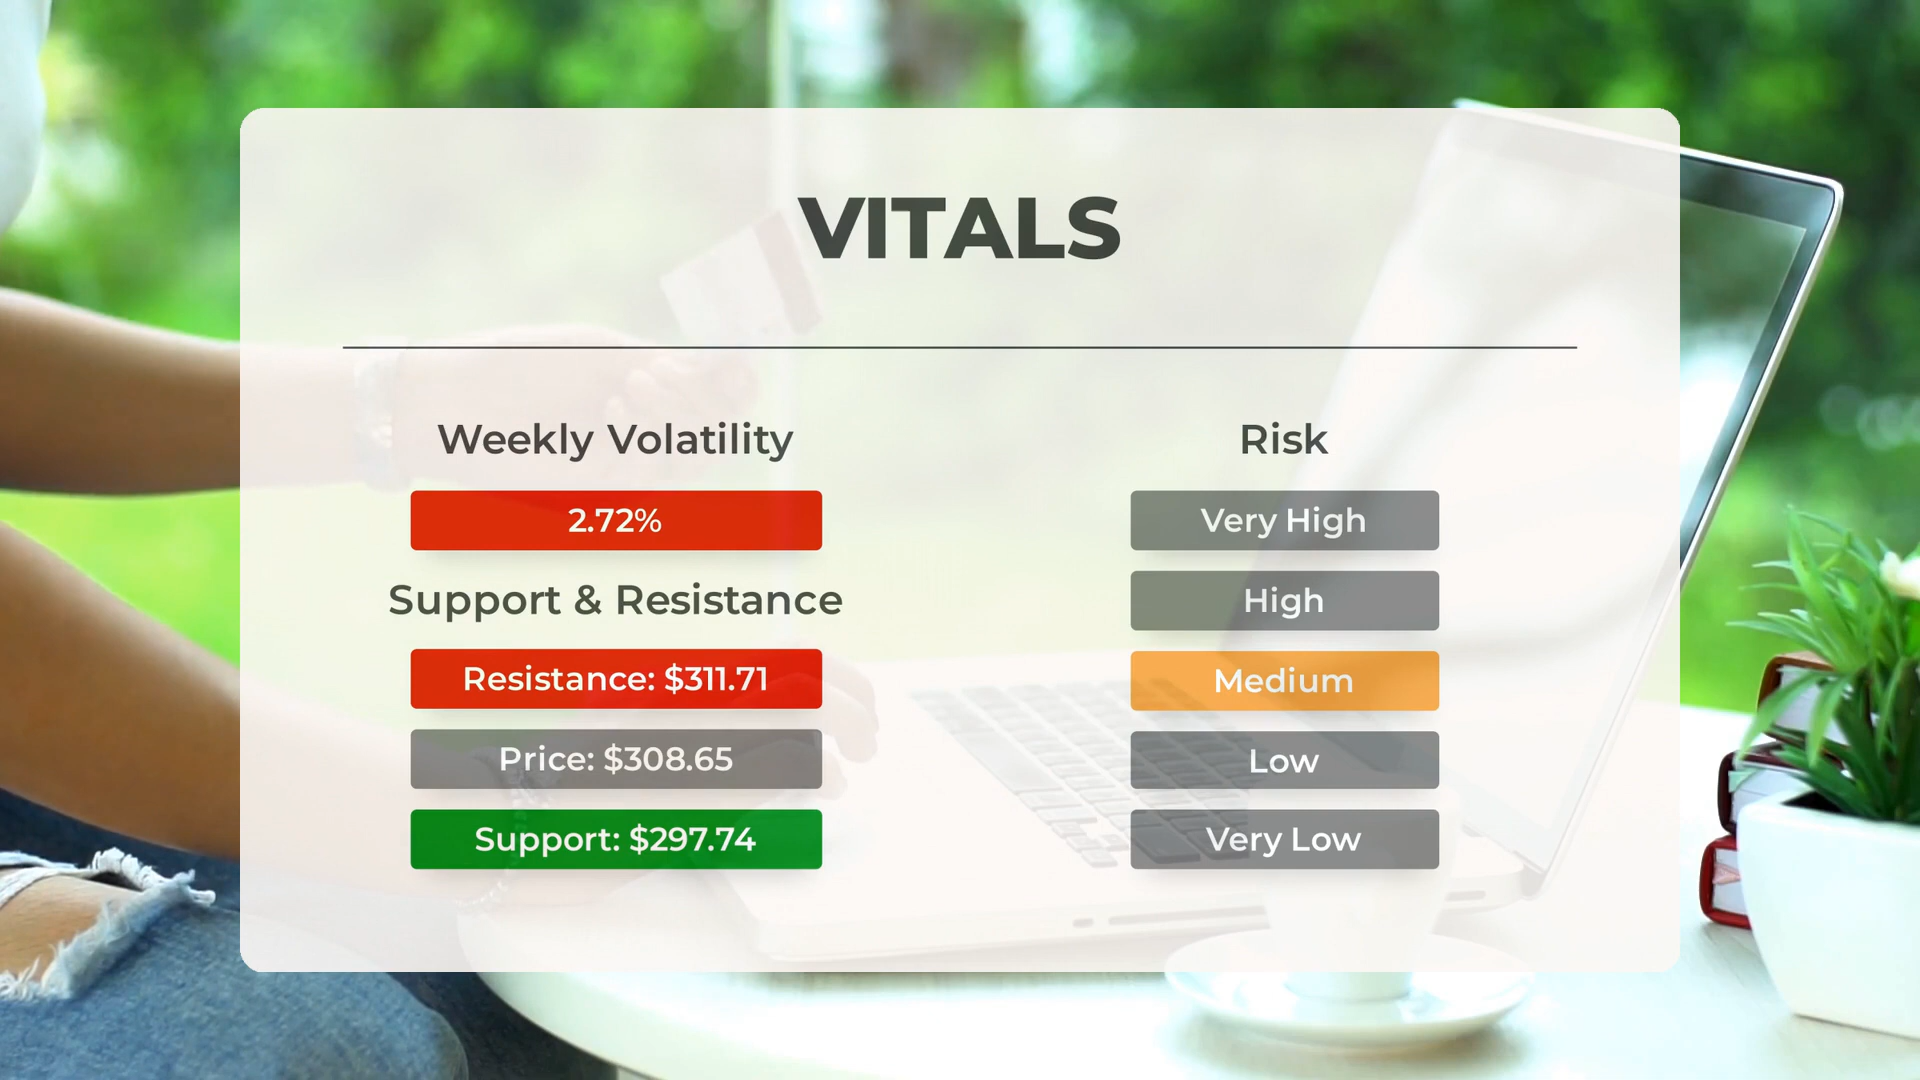 VITALS
Weekly Volatility
2.72%
Support & Resistance
Resistance: $311.71
Price: $308.65
Support: $297.74
Risk
Very High
High
Medium
Low
Very Low